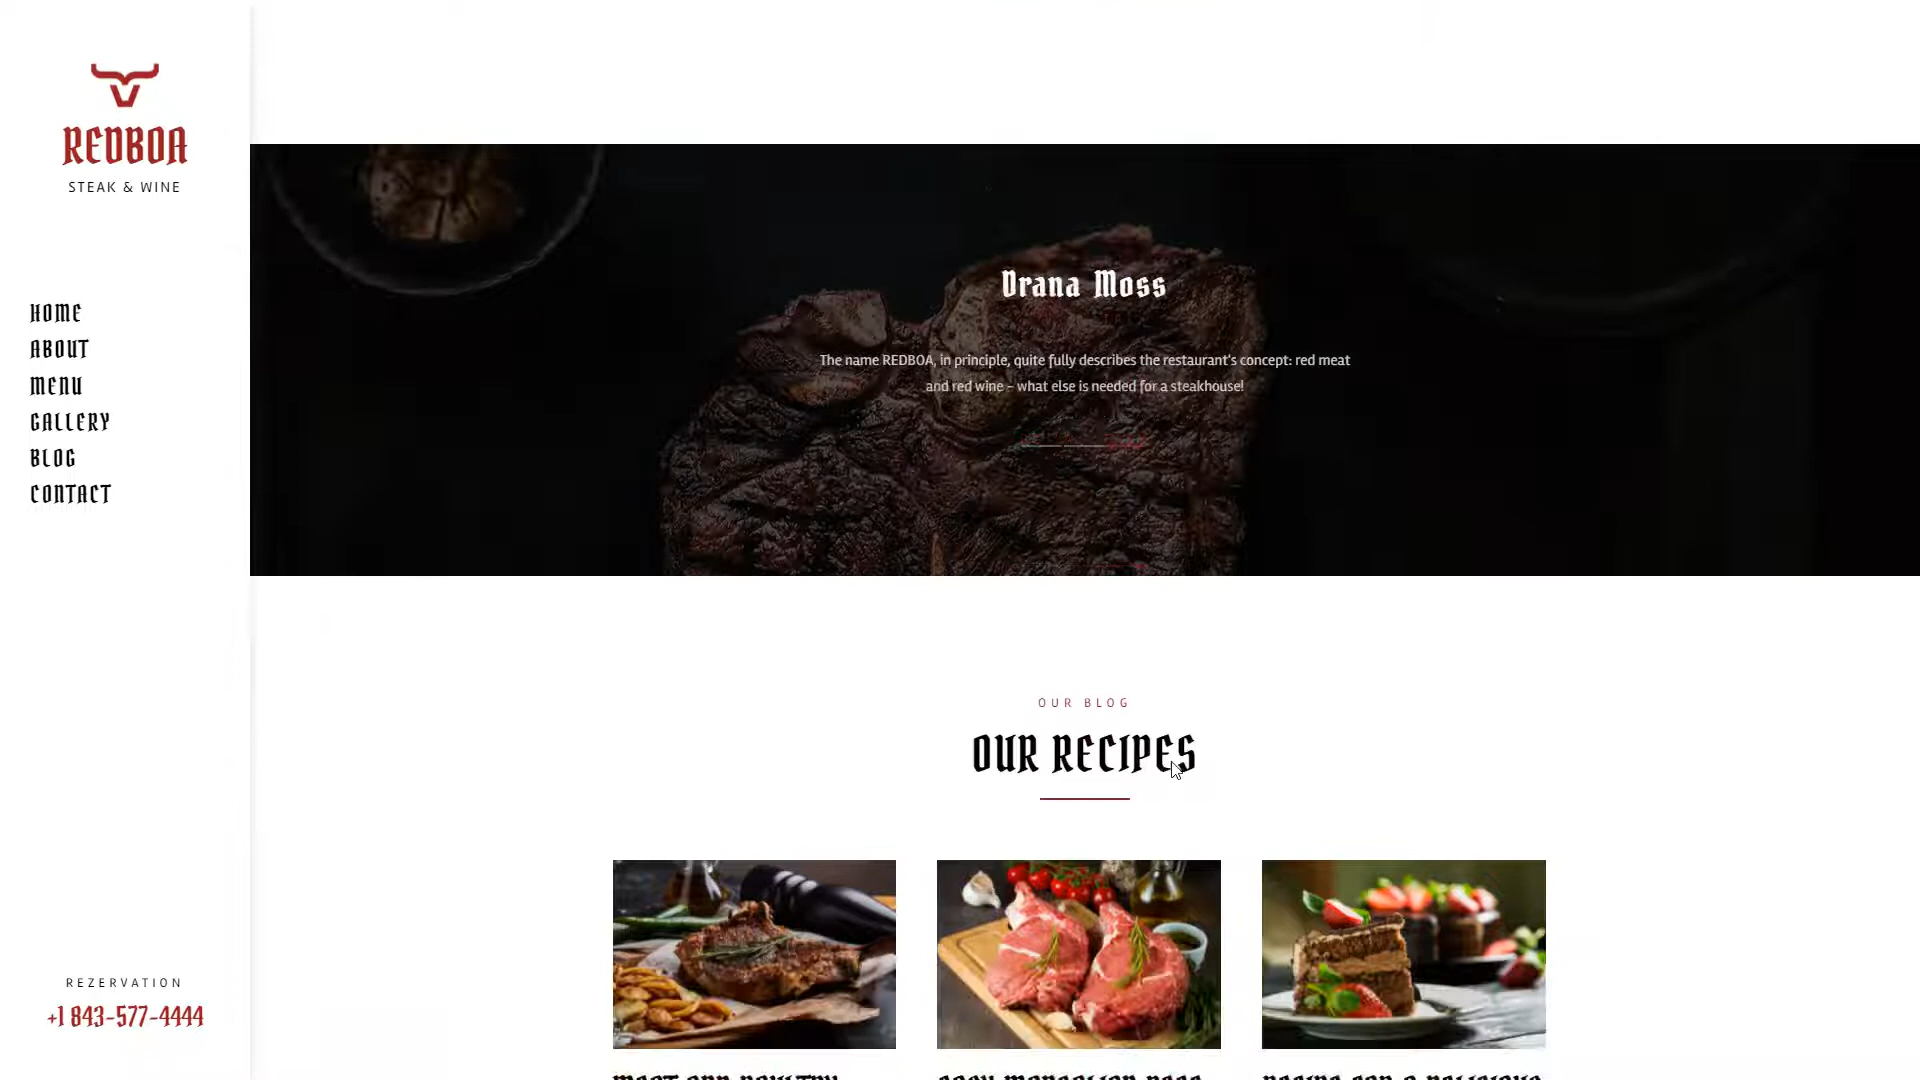 REDBOA
STEAK & WINE
HOME
ABOUT
MENU
GALLERY
BLOG
CONTACT
REZERVATION
+1 843-577-4444
Drana Moss
The name REDBOA, in principle, quite fully describes the restaurant's concept: red meat
and red wine – what else is needed for a steakhouse!
OUR BLOG
OUR RECIPES